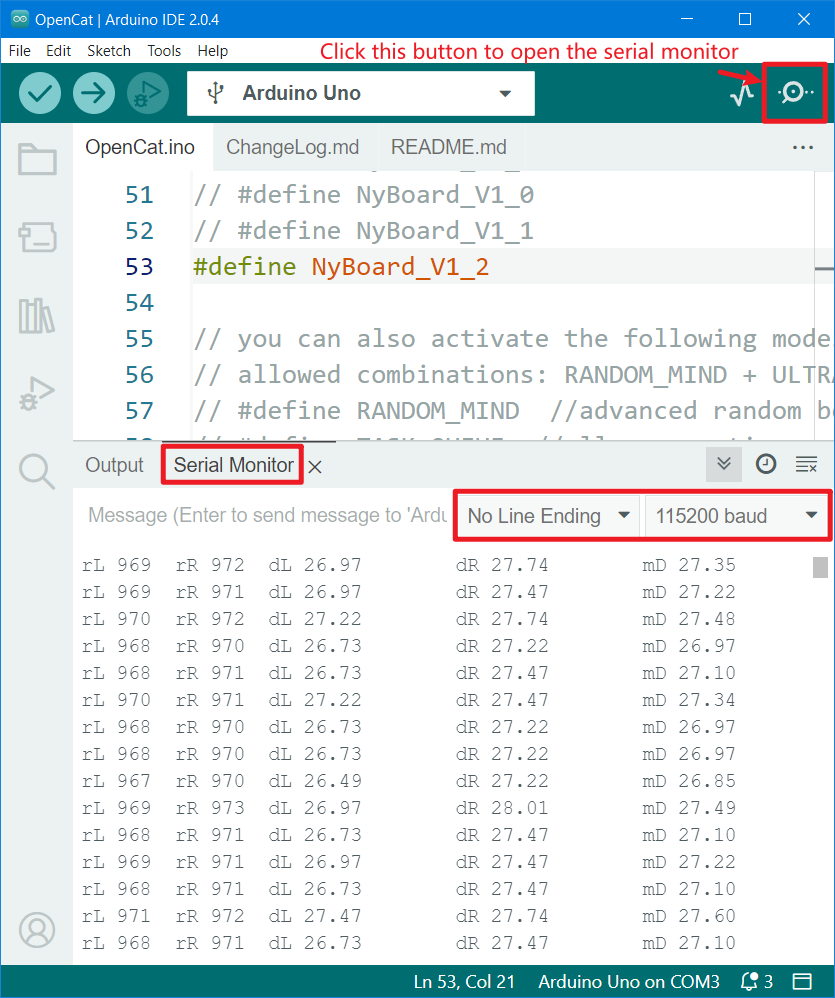 OpenCat | Arduino IDE 2.0.4
File Edit Sketch Tools Help
Click this button to open the serial monitor
Arduino Uno
OpenCat.ino ChangeLog.md README.md ...
51 // #define NyBoard_V1_0
52 // #define NyBoard_V1_1
53 #define NyBoard_V1_2
54
55 // you can also activate the following mode
56 // allowed combinations: RANDOM_MIND + ULTRA
57 // #define RANDOM_MIND //advanced random b
Output Serial Monitor
Message (Enter to send message to 'Ardu No Line Ending 115200 baud
rL 969 rR 972 dL 26.97 dR 27.74 mD 27.35
rL 969 rR 971 dL 26.97 dR 27.47 mD 27.22
rL 970 rR 972 dL 27.22 dR 27.74 mD 27.48
rL 968 rR 970 dL 26.73 dR 27.22 mD 26.97
rL 968 rR 971 dL 26.73 dR 27.47 mD 27.10
rL 970 rR 971 dL 27.22 dR 27.47 mD 27.34
rL 968 rR 970 dL 26.73 dR 27.22 mD 26.97
rL 968 rR 970 dL 26.73 dR 27.22 mD 26.97
rL 967 rR 970 dL 26.49 dR 27.22 mD 26.85
rL 969 rR 973 dL 26.97 dR 28.01 mD 27.49
rL 968 rR 971 dL 26.73 dR 27.47 mD 27.10
rL 969 rR 971 dL 26.97 dR 27.47 mD 27.22
rL 968 rR 971 dL 26.73 dR 27.47 mD 27.10
rL 971 rR 972 dL 27.47 dR 27.74 mD 27.60
rL 968 rR 971 dL 26.73 dR 27.47 mD 27.10
Ln 53, Col 21 Arduino Uno on COM3 3